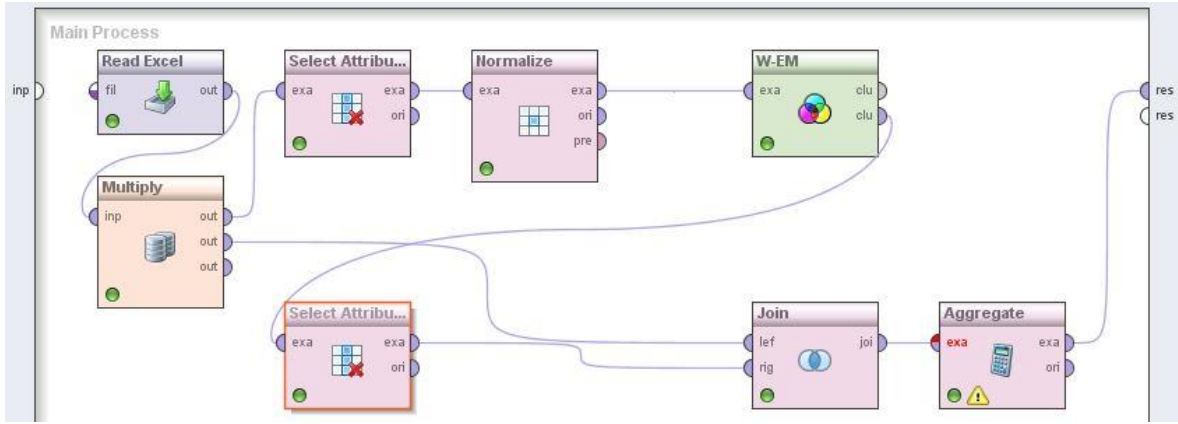 Main Process
Read Excel
inp
fil
out
Select Attribu...
exa
exa
ori
Normalize
exa
exa
ori
pre
W-EM
exa
clu
clu
res
res
Multiply
inp
out
out
out
Select Attribu...
exa
exa
ori
Join
lef
joi
rig
Aggregate
exa
exa
ori